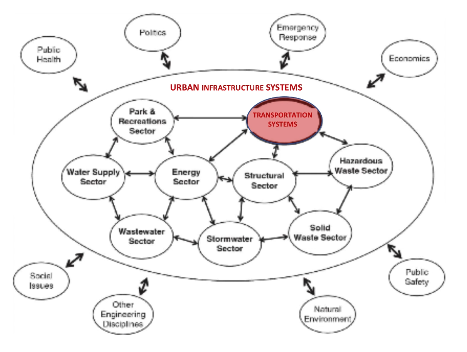 Politics
Emergency
Response
Public
Health
Economics
URBAN INFRASTRUCTURE SYSTEMS
Park &
Recreations
Sector
TRANSPORTATION
SYSTEMS
Water Supply
Sector
Energy
Sector
Structural
Sector
Hazardous
Waste Sector
Wastewater
Sector
Stormwater
Sector
Solid
Waste Sector
Social
Issues
Public
Safety
Other
Engineering
Disciplines
Natural
Environment